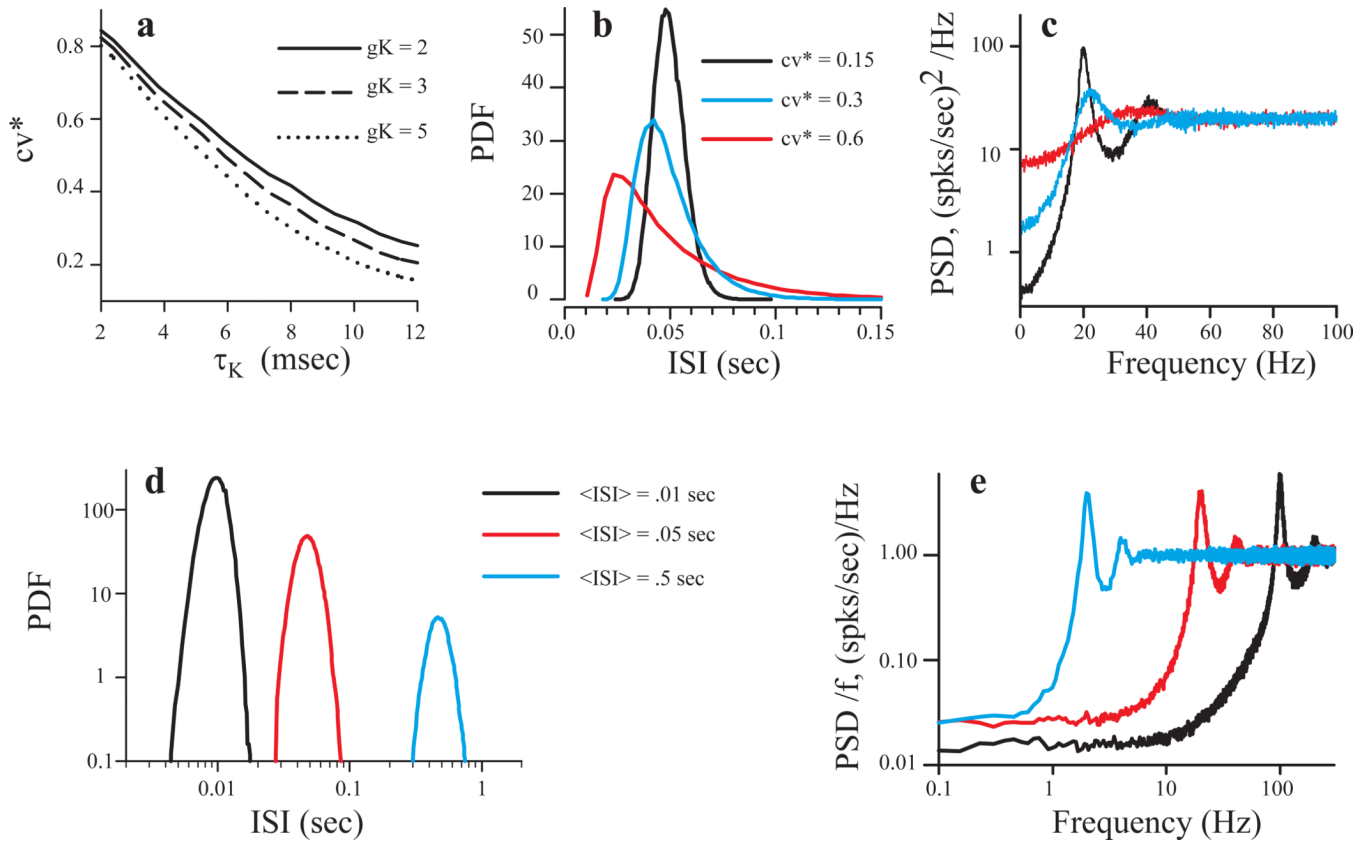 a
gK = 2
gK = 3
gK = 5
cv*
0.8
0.6
0.4
0.2
2
4
6
8
10
12
τK (msec)
b
cv* = 0.15
cv* = 0.3
cv* = 0.6
PDF
50
40
30
20
10
0
0.0
0.05
0.1
0.15
ISI (sec)
c
PSD, (spks/sec)2 /Hz
100
10
1
0
20
40
60
80
100
Frequency (Hz)
d
<ISI> = .01 sec
<ISI> = .05 sec
<ISI> = .5 sec
PDF
100
10
1
0.1
0.01
0.1
1
ISI (sec)
e
PSD /f, (spks/sec)/Hz
1.00
0.10
0.01
0.1
1
10
100
Frequency (Hz)